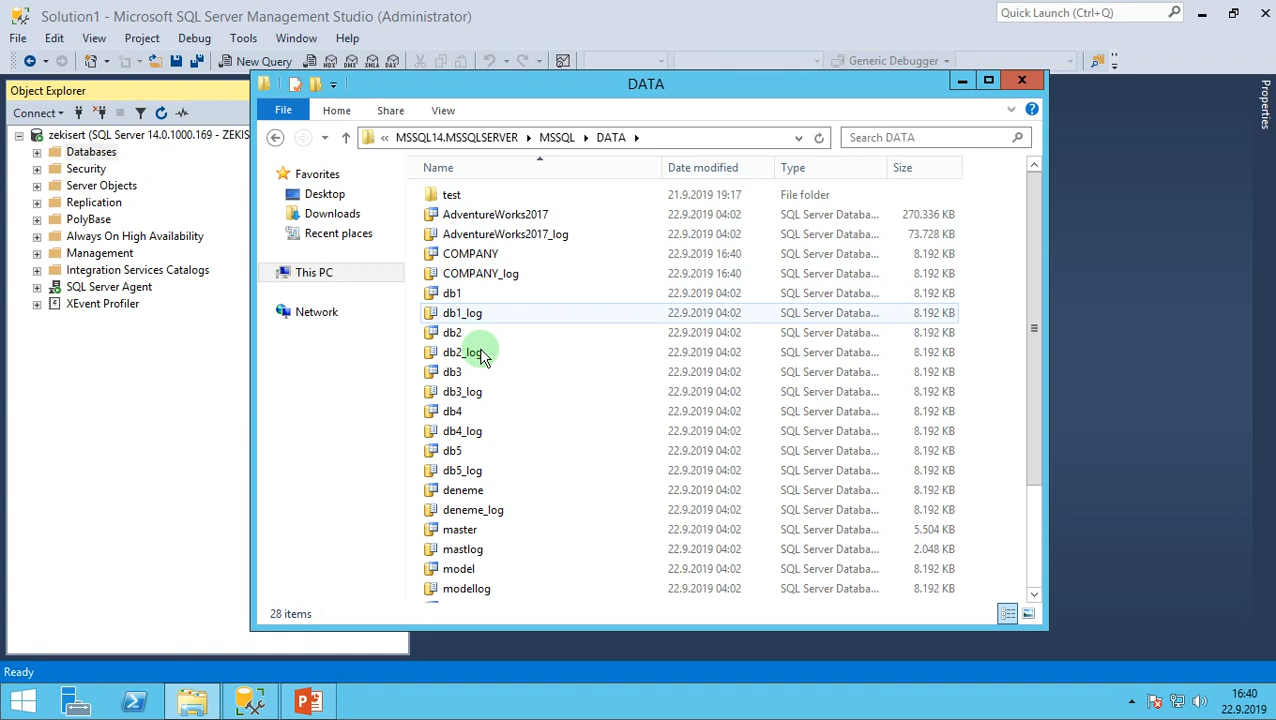 Solution1 - Microsoft SQL Server Management Studio (Administrator)
Quick Launch (Ctrl+Q)
File Edit View Project Debug Tools Window Help
New Query
MDX DMX XMLA DAX
Generic Debugger
Object Explorer
Connect
zekisert (SQL Server 14.0.1000.169 - ZEKIS
Databases
Security
Server Objects
Replication
PolyBase
Always On High Availability
Management
Integration Services Catalogs
SQL Server Agent
XEvent Profiler
Properties
DATA
File Home Share View
« MSSQL14.MSSQLSERVER MSSQL DATA
Search DATA
Favorites
Desktop
Downloads
Recent places
This PC
Network
Name Date modified Type Size
test 21.9.2019 19:17 File folder
AdventureWorks2017 22.9.2019 04:02 SQL Server Databa... 270.336 KB
AdventureWorks2017_log 22.9.2019 04:02 SQL Server Databa... 73.728 KB
COMPANY 22.9.2019 16:40 SQL Server Databa... 8.192 KB
COMPANY_log 22.9.2019 16:40 SQL Server Databa... 8.192 KB
db1 22.9.2019 04:02 SQL Server Databa... 8.192 KB
db1_log 22.9.2019 04:02 SQL Server Databa... 8.192 KB
db2 22.9.2019 04:02 SQL Server Databa... 8.192 KB
db2_log 22.9.2019 04:02 SQL Server Databa... 8.192 KB
db3 22.9.2019 04:02 SQL Server Databa... 8.192 KB
db3_log 22.9.2019 04:02 SQL Server Databa... 8.192 KB
db4 22.9.2019 04:02 SQL Server Databa... 8.192 KB
db4_log 22.9.2019 04:02 SQL Server Databa... 8.192 KB
db5 22.9.2019 04:02 SQL Server Databa... 8.192 KB
db5_log 22.9.2019 04:02 SQL Server Databa... 8.192 KB
deneme 22.9.2019 04:02 SQL Server Databa... 8.192 KB
deneme_log 22.9.2019 04:02 SQL Server Databa... 8.192 KB
master 22.9.2019 04:02 SQL Server Databa... 5.504 KB
mastlog 22.9.2019 04:02 SQL Server Databa... 2.048 KB
model 22.9.2019 04:02 SQL Server Databa... 8.192 KB
modellog 22.9.2019 04:02 SQL Server Databa... 8.192 KB
28 items
Ready
16:40
22.9.2019